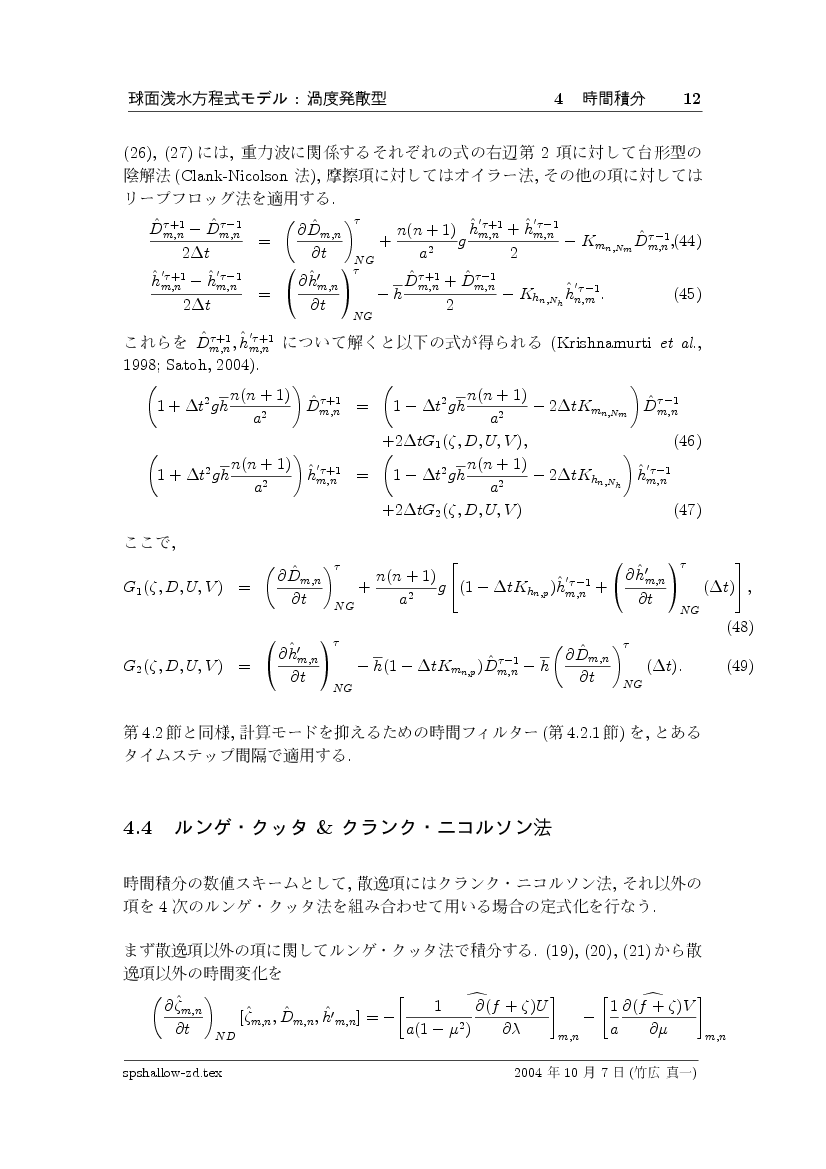 球面浅水方程式モデル : 渦度発散型 4 時間積分 12
(26), (27) には, 重力波に関係するそれぞれの式の右辺第 2 項に対して台形型の
陰解法 (Clank-Nicolson 法), 摩擦項に対してはオイラー法, その他の項に対しては
リープフロッグ法を適用する.
\frac{\hat{D}_{m,n}^{\tau+1} - \hat{D}_{m,n}^{\tau-1}}{2\Delta t} = \left(\frac{\partial \hat{D}_{m,n}}{\partial t}\right)_{NG}^{\tau} + \frac{n(n+1)}{a^2} g \frac{\hat{h}_{m,n}^{'\tau+1} + \hat{h}_{m,n}^{'\tau-1}}{2} - K_{m_{n,N_m}} \hat{D}_{m,n}^{\tau-1}, (44)
\frac{\hat{h}_{m,n}^{'\tau+1} - \hat{h}_{m,n}^{'\tau-1}}{2\Delta t} = \left(\frac{\partial \hat{h}'_{m,n}}{\partial t}\right)_{NG}^{\tau} - \overline{h} \frac{\hat{D}_{m,n}^{\tau+1} + \hat{D}_{m,n}^{\tau-1}}{2} - K_{h_{n,N_h}} \hat{h}_{n,m}^{'\tau-1}. (45)
これらを \hat{D}_{m,n}^{\tau+1}, \hat{h}_{m,n}^{'\tau+1} について解くと以下の式が得られる (Krishnamurti et al.,
1998; Satoh, 2004).
\left(1 + \Delta t^2 g \overline{h} \frac{n(n+1)}{a^2}\right) \hat{D}_{m,n}^{\tau+1} = \left(1 - \Delta t^2 g \overline{h} \frac{n(n+1)}{a^2} - 2\Delta t K_{m_{n,N_m}}\right) \hat{D}_{m,n}^{\tau-1}
+2\Delta t G_1(\zeta, D, U, V), (46)
\left(1 + \Delta t^2 g \overline{h} \frac{n(n+1)}{a^2}\right) \hat{h}_{m,n}^{'\tau+1} = \left(1 - \Delta t^2 g \overline{h} \frac{n(n+1)}{a^2} - 2\Delta t K_{h_{n,N_h}}\right) \hat{h}_{m,n}^{'\tau-1}
+2\Delta t G_2(\zeta, D, U, V) (47)
ここで,
G_1(\zeta, D, U, V) = \left(\frac{\partial \hat{D}_{m,n}}{\partial t}\right)_{NG}^{\tau} + \frac{n(n+1)}{a^2} g \left[(1 - \Delta t K_{h_{n,p}}) \hat{h}_{m,n}^{'\tau-1} + \left(\frac{\partial \hat{h}'_{m,n}}{\partial t}\right)_{NG}^{\tau} (\Delta t)\right],
(48)
G_2(\zeta, D, U, V) = \left(\frac{\partial \hat{h}'_{m,n}}{\partial t}\right)_{NG}^{\tau} - \overline{h}(1 - \Delta t K_{m_{n,p}}) \hat{D}_{m,n}^{\tau-1} - \overline{h} \left(\frac{\partial \hat{D}_{m,n}}{\partial t}\right)_{NG}^{\tau} (\Delta t). (49)
第 4.2 節と同様, 計算モードを抑えるための時間フィルター (第 4.2.1 節) を, とある
タイムステップ間隔で適用する.
4.4 ルンゲ・クッタ & クランク・ニコルソン法
時間積分の数値スキームとして, 散逸項にはクランク・ニコルソン法, それ以外の
項を 4 次のルンゲ・クッタ法を組み合わせて用いる場合の定式化を行なう.
まず散逸項以外の項に関してルンゲ・クッタ法で積分する. (19), (20), (21) から散
逸項以外の時間変化を
\left(\frac{\partial \hat{\zeta}_{m,n}}{\partial t}\right)_{ND} [\hat{\zeta}_{m,n}, \hat{D}_{m,n}, \hat{h'}_{m,n}] = -\left[\frac{1}{a(1-\mu^2)} \widehat{\frac{\partial(f+\zeta)U}{\partial \lambda}}\right]_{m,n} - \left[\frac{1}{a} \widehat{\frac{\partial(f+\zeta)V}{\partial \mu}}\right]_{m,n}
spshallow-zd.tex 2004 年 10 月 7 日 (竹広 真一)